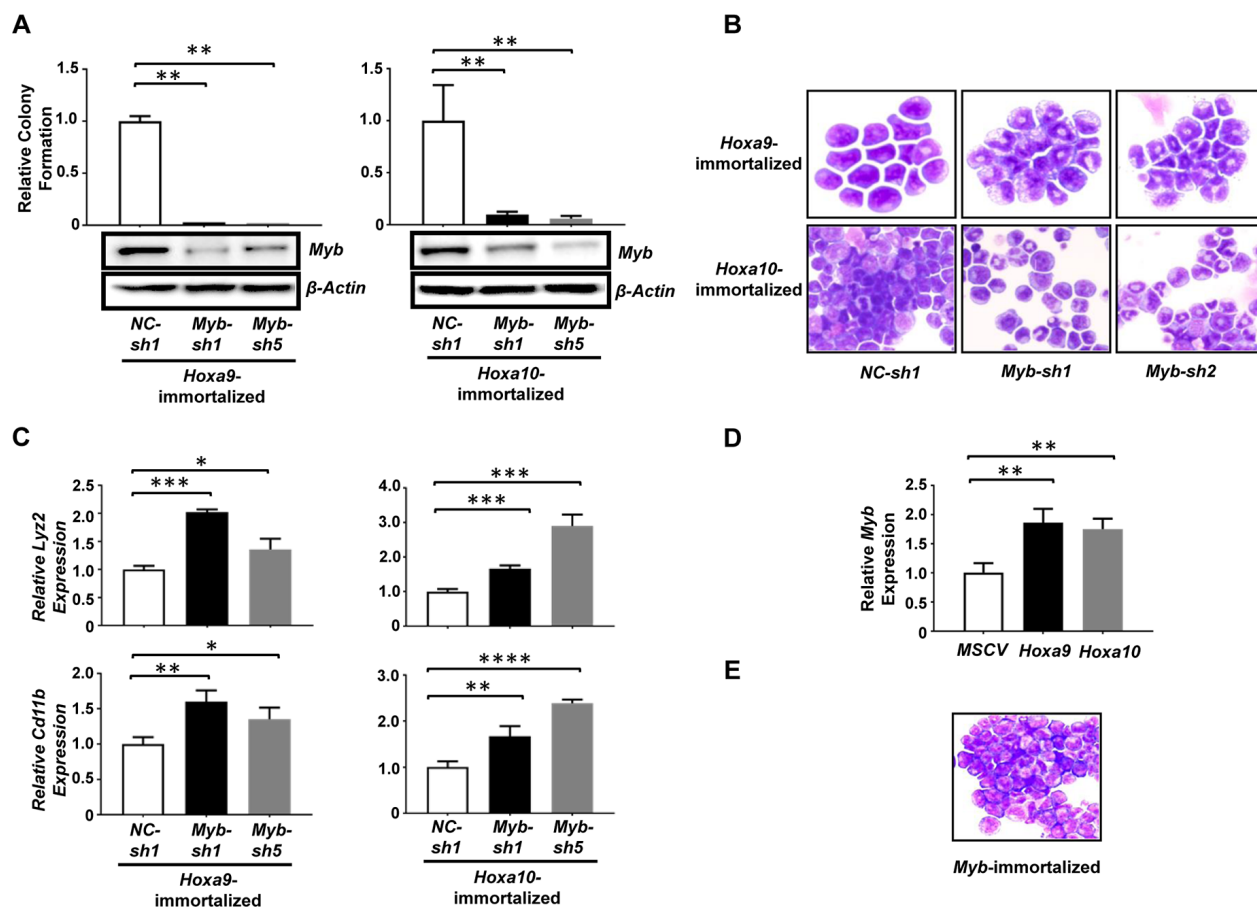 A
** 
**
1.5
1.0
0.5
0
Relative Colony
Formation
Myb
β-Actin
NC-
sh1
Myb-
sh1
Myb-
sh5
Hoxa9-
immortalized
**
**
1.5
1.0
0.5
0
Myb
β-Actin
NC-
sh1
Myb-
sh1
Myb-
sh5
Hoxa10-
immortalized
B
Hoxa9-
immortalized
Hoxa10-
immortalized
NC-sh1 Myb-sh1 Myb-sh2
C
*
***
2.5
2.0
1.5
1.0
0.5
0
Relative Lyz2
Expression
***
***
4.0
3.0
2.0
1.0
0
*
**
2.0
1.5
1.0
0.5
0
Relative Cd11b
Expression
NC-
sh1
Myb-
sh1
Myb-
sh5
Hoxa9-
immortalized
****
**
3.0
2.0
1.0
0
NC-
sh1
Myb-
sh1
Myb-
sh5
Hoxa10-
immortalized
D
**
**
2.5
2.0
1.5
1.0
0.5
0
Relative Myb
Expression
MSCV Hoxa9 Hoxa10
E
Myb-immortalized